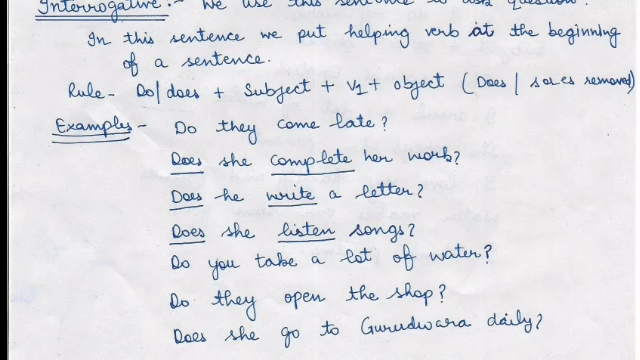 Interrogative :- We use this sentence to ask question.
In this sentence we put helping verb at the beginning
of a sentence.
Rule - Do/does + Subject + V1 + object (Does / s or es removed)
Examples - Do they come late?
Does she complete her work?
Does he write a letter?
Does she listen songs?
Do you take a lot of water?
Do they open the shop?
Does she go to Gurudwara daily?